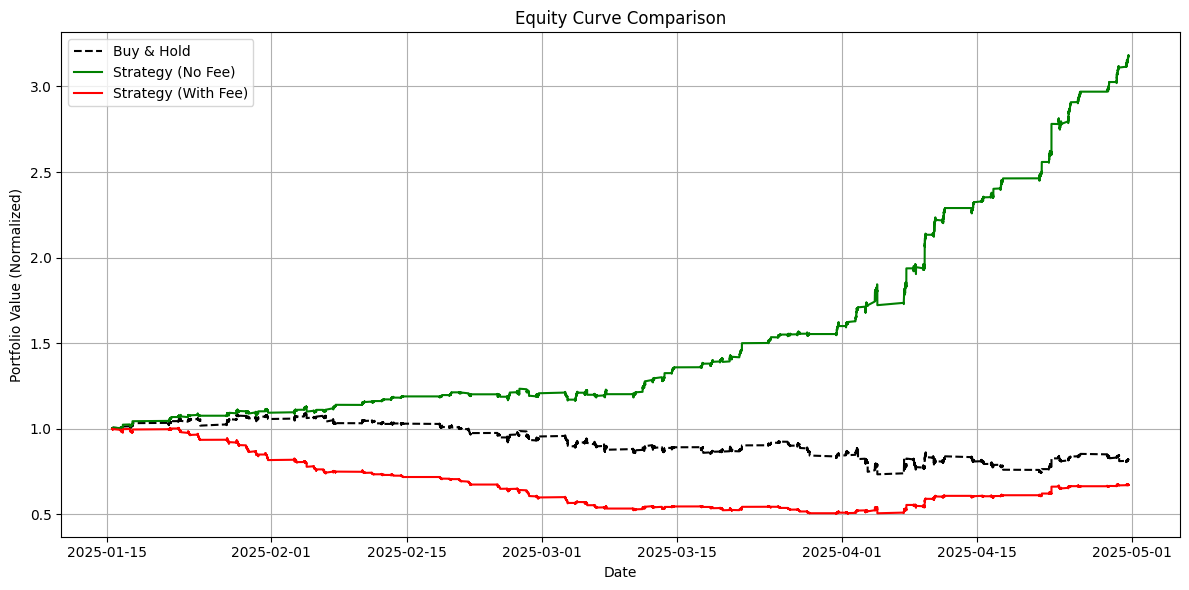 Equity Curve Comparison
Buy & Hold
Strategy (No Fee)
Strategy (With Fee)
Portfolio Value (Normalized)
3.0
2.5
2.0
1.5
1.0
0.5
2025-01-15 2025-02-01 2025-02-15 2025-03-01 2025-03-15 2025-04-01 2025-04-15 2025-05-01
Date